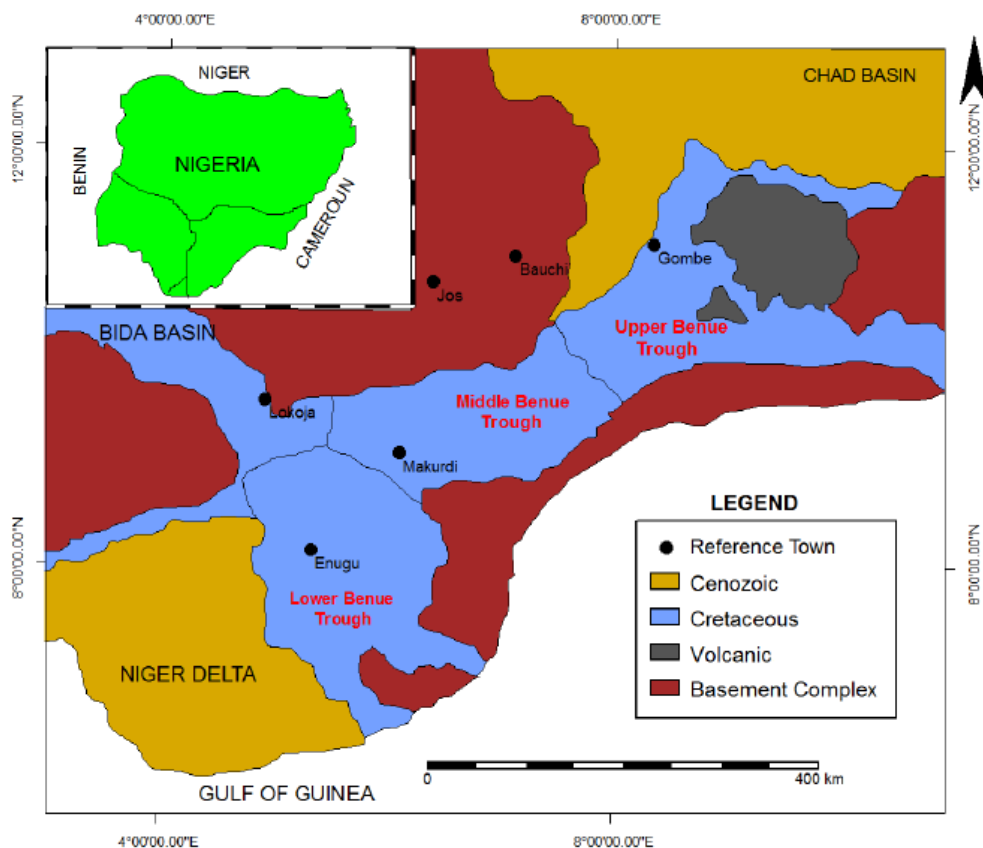 4°00'00.00"E
8°00'00.00"E
NIGER
BENIN
NIGERIA
CAMEROUN
CHAD BASIN
12°00'00.00"N
12°00'00.00"N
Gombe
Bauchi
Jos
BIDA BASIN
Upper Benue
Trough
Lokoja
Middle Benue
Trough
Makurdi
Enugu
Lower Benue
Trough
NIGER DELTA
8°00'00.00"N
8°00'00.00"N
LEGEND
Reference Town
Cenozoic
Cretaceous
Volcanic
Basement Complex
0
400 km
GULF OF GUINEA
4°00'00.00"E
8°00'00.00"E